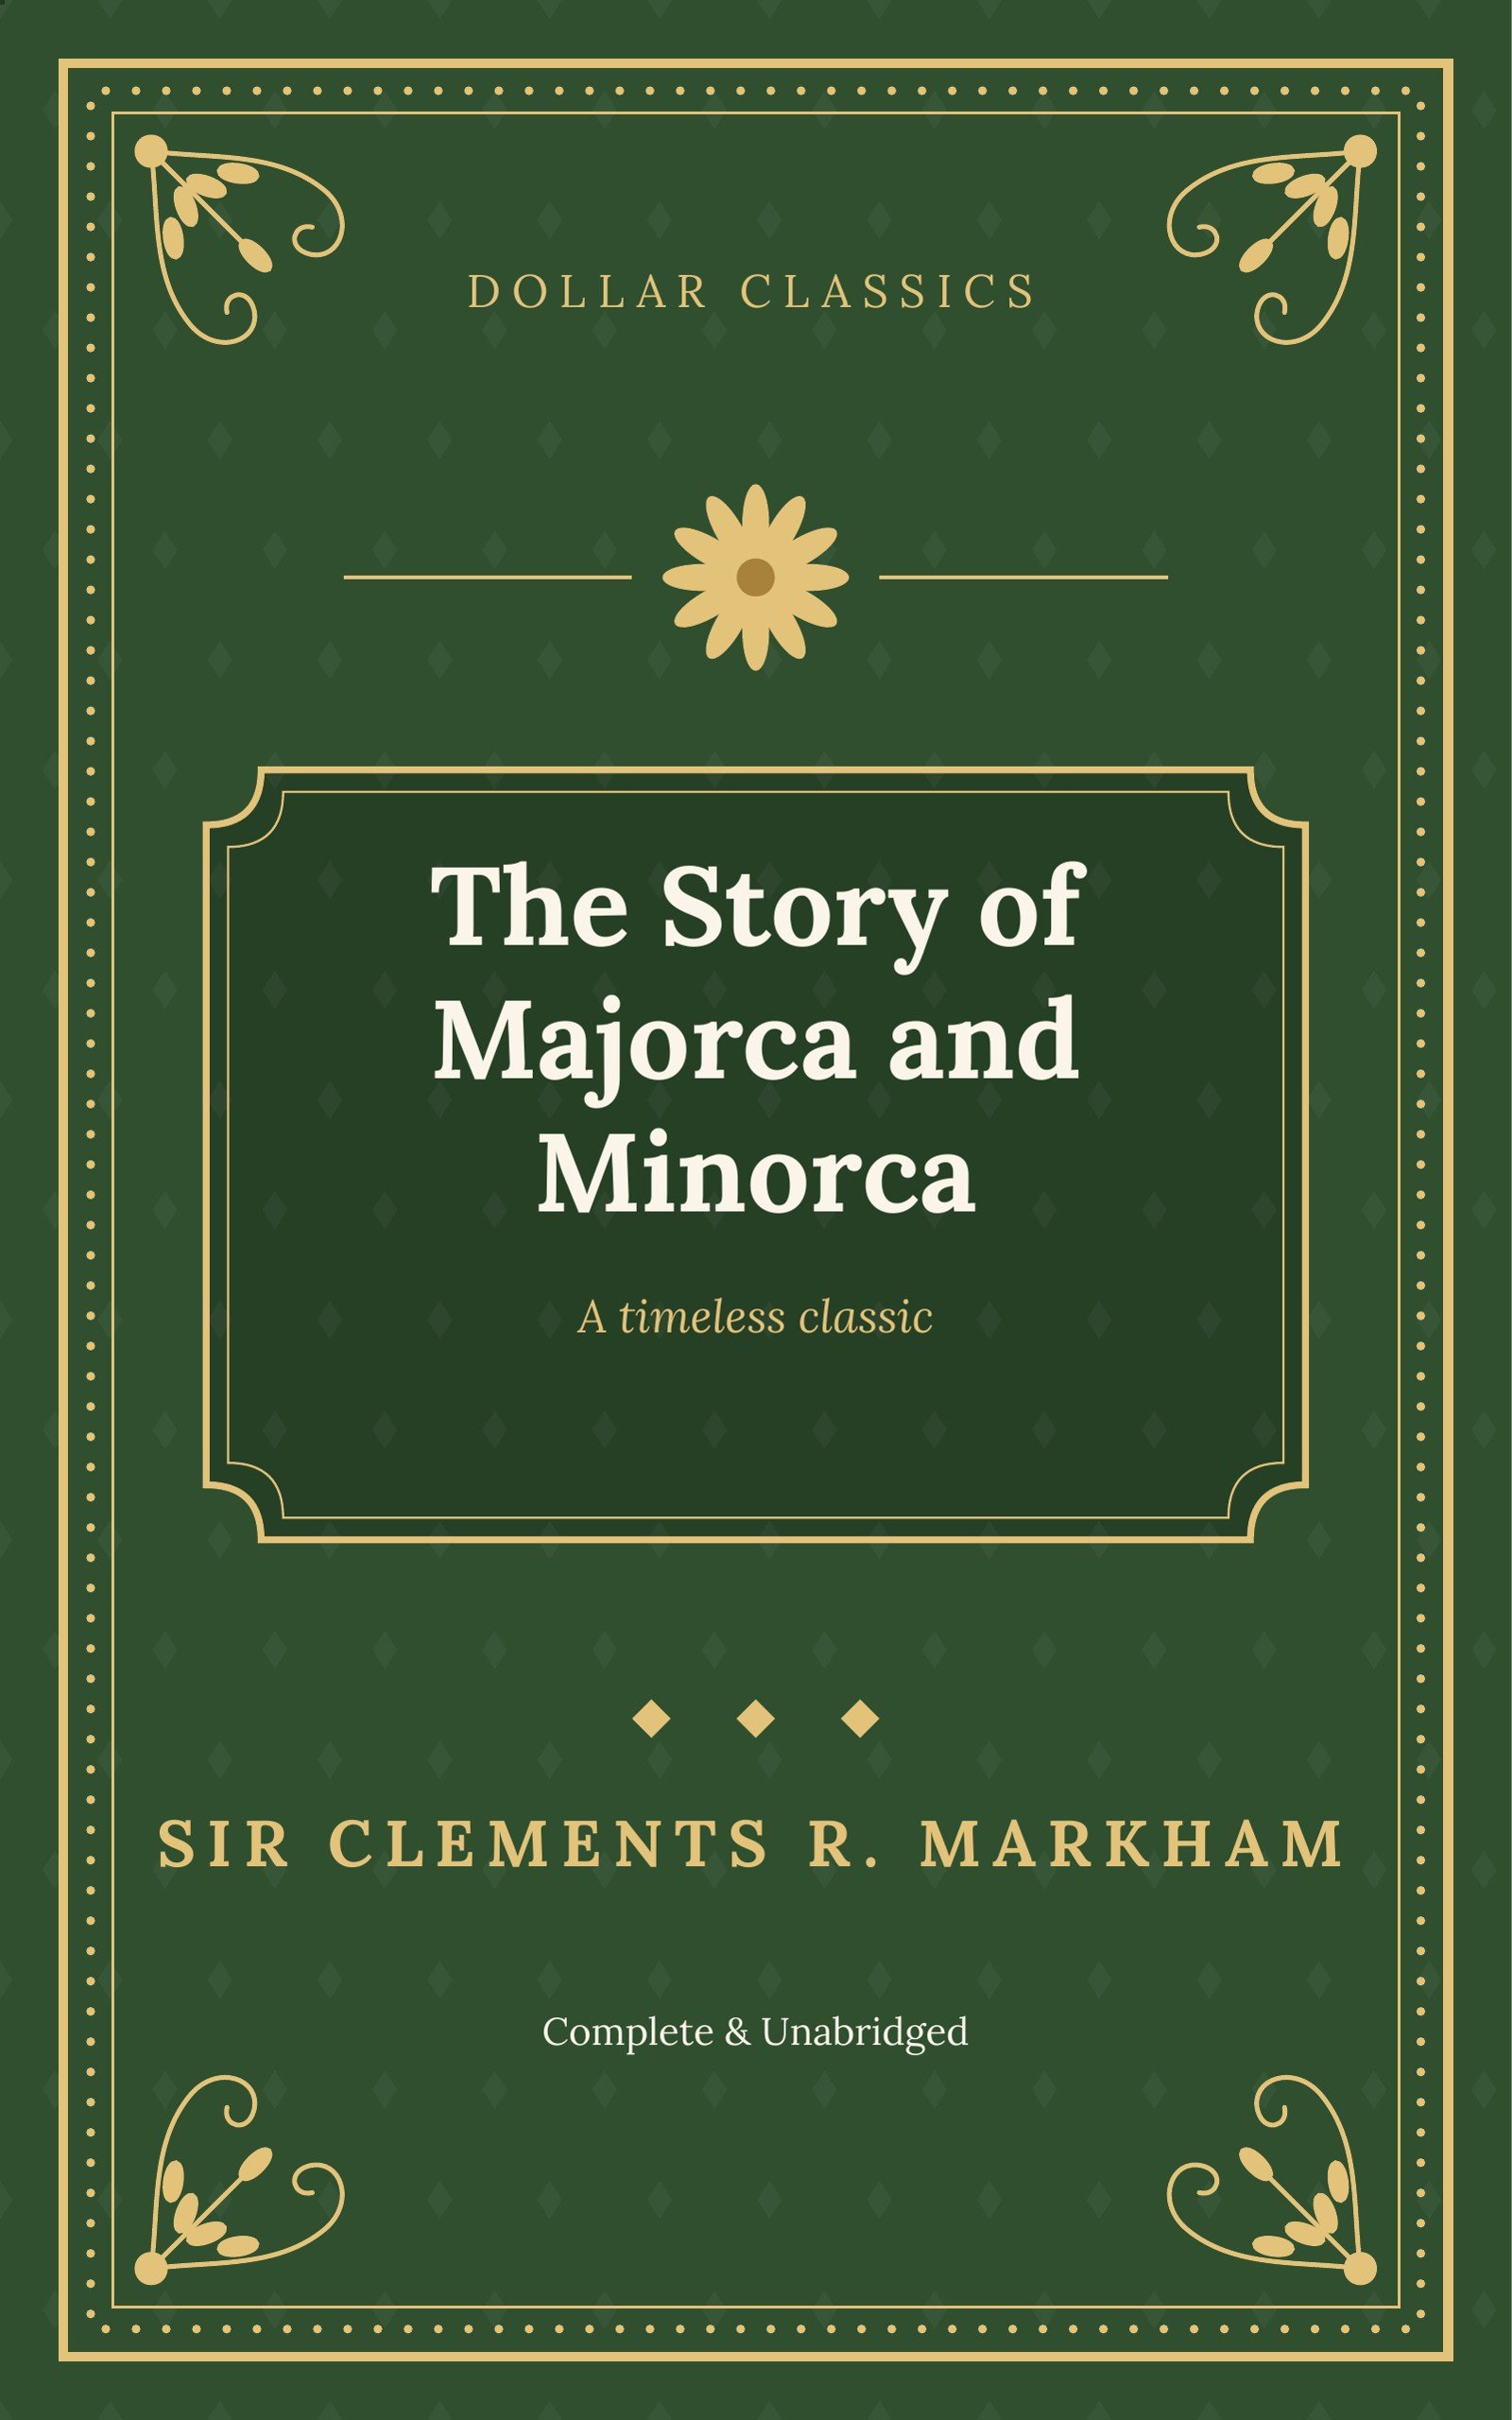 DOLLAR CLASSICS
The Story of
Majorca and
Minorca
A timeless classic
SIR CLEMENTS R. MARKHAM
Complete & Unabridged